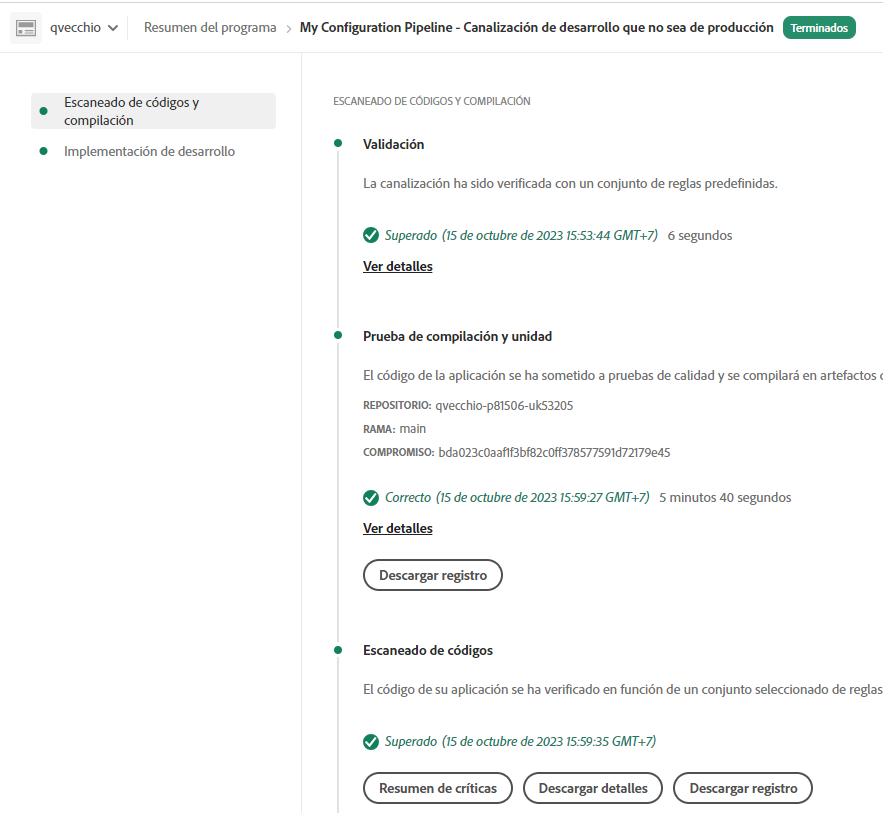 qvecchio
Resumen del programa
My Configuration Pipeline - Canalización de desarrollo que no sea de producción
Terminados
Escaneado de códigos y
compilación
Implementación de desarrollo
ESCANEADO DE CÓDIGOS Y COMPILACIÓN
Validación
La canalización ha sido verificada con un conjunto de reglas predefinidas.
Superado (15 de octubre de 2023 15:53:44 GMT+7) 6 segundos
Ver detalles
Prueba de compilación y unidad
El código de la aplicación se ha sometido a pruebas de calidad y se compilará en artefactos
REPOSITORIO: qvecchio-p81506-uk53205
RAMA: main
COMPROMISO: bda023c0aaf1f3bf82c0ff378577591d72179e45
Correcto (15 de octubre de 2023 15:59:27 GMT+7) 5 minutos 40 segundos
Ver detalles
Descargar registro
Escaneado de códigos
El código de su aplicación se ha verificado en función de un conjunto seleccionado de reglas
Superado (15 de octubre de 2023 15:59:35 GMT+7)
Resumen de críticas
Descargar detalles
Descargar registro